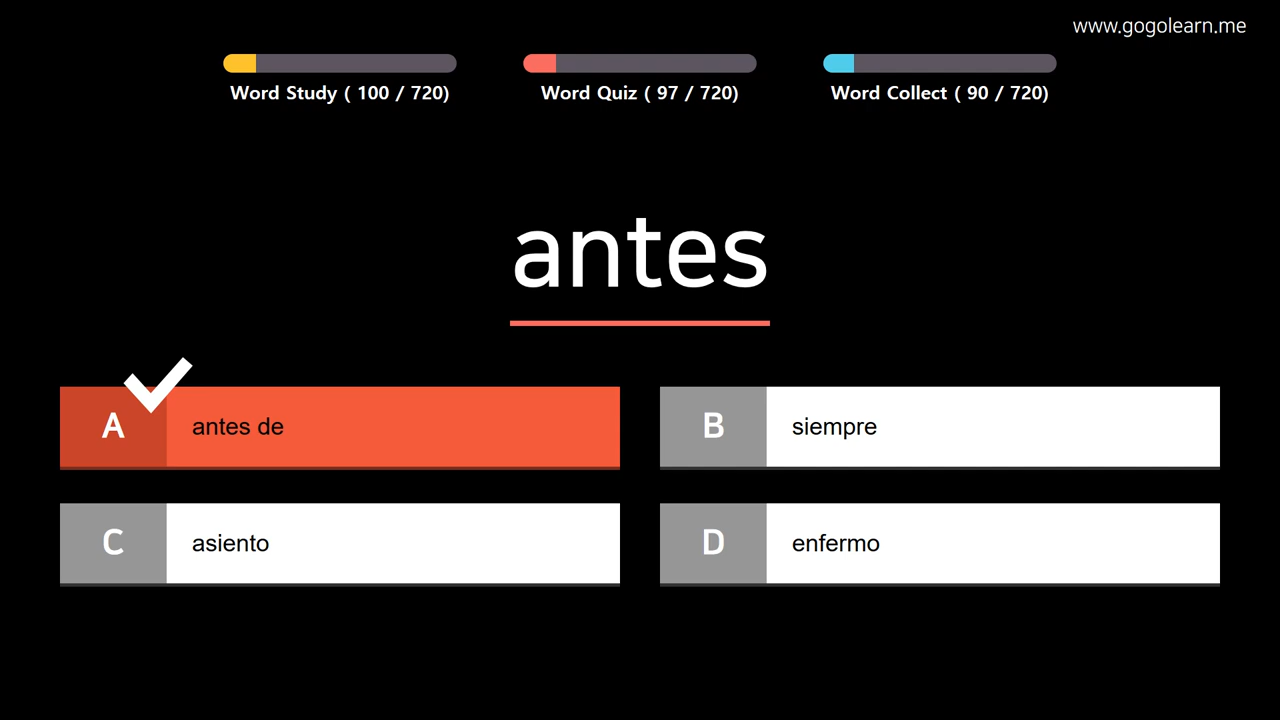 www.gogolearn.me
Word Study ( 100 / 720)
Word Quiz ( 97 / 720)
Word Collect ( 90 / 720)
antes
A antes de
B siempre
C asiento
D enfermo